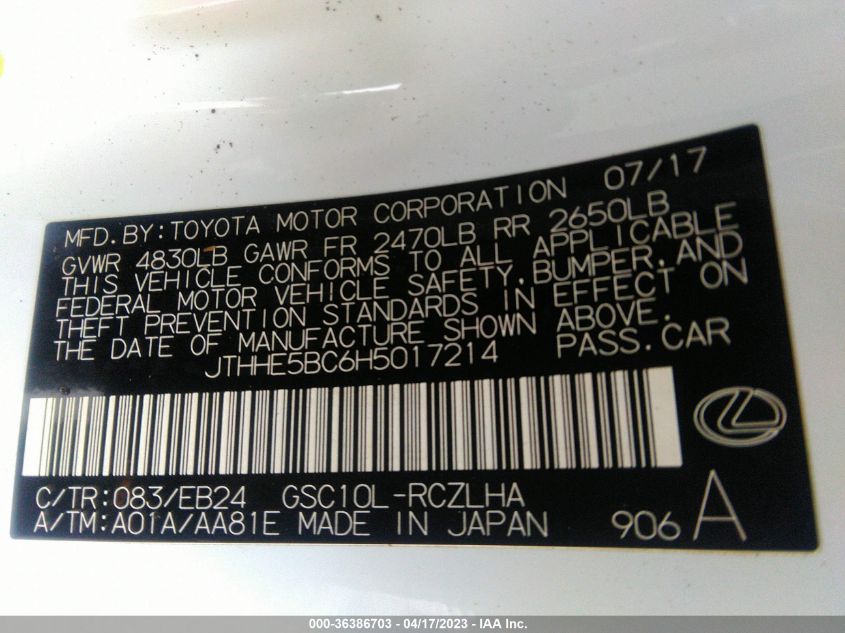 MFD.BY:TOYOTA MOTOR CORPORATION 07/17
GVWR 4830LB GAWR FR 2470LB RR 2650LB
THIS VEHICLE CONFORMS TO ALL APPLICABLE
FEDERAL MOTOR VEHICLE SAFETY,BUMPER,AND
THEFT PREVENTION STANDARDS IN EFFECT ON
THE DATE OF MANUFACTURE SHOWN ABOVE.
JTHHE5BC6H5017214 PASS.CAR
C/TR:083/EB24 GSC10L-RCZLHA
A/TM:A01A/AA81E MADE IN JAPAN 906 A
000-36386703 - 04/17/2023 - IAA Inc.